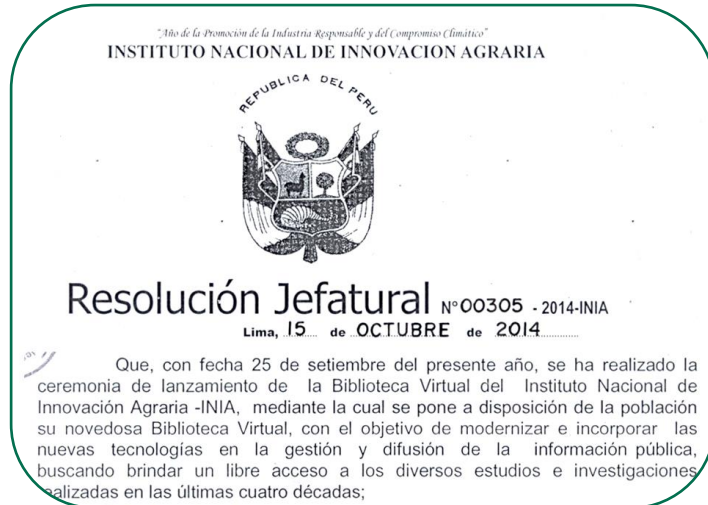 "Año de la Promoción de la Industria Responsable y del Compromiso Climático"
INSTITUTO NACIONAL DE INNOVACION AGRARIA
REPUBLICA DEL PERU
Resolución Jefatural N° 00305 - 2014-INIA
Lima, 15 de OCTUBRE de 2014
Que, con fecha 25 de setiembre del presente año, se ha realizado la
ceremonia de lanzamiento de la Biblioteca Virtual del Instituto Nacional de
Innovación Agraria -INIA, mediante la cual se pone a disposición de la población
su novedosa Biblioteca Virtual, con el objetivo de modernizar e incorporar las
nuevas tecnologías en la gestión y difusión de la información pública,
buscando brindar un libre acceso a los diversos estudios e investigaciones
ealizadas en las últimas cuatro décadas;